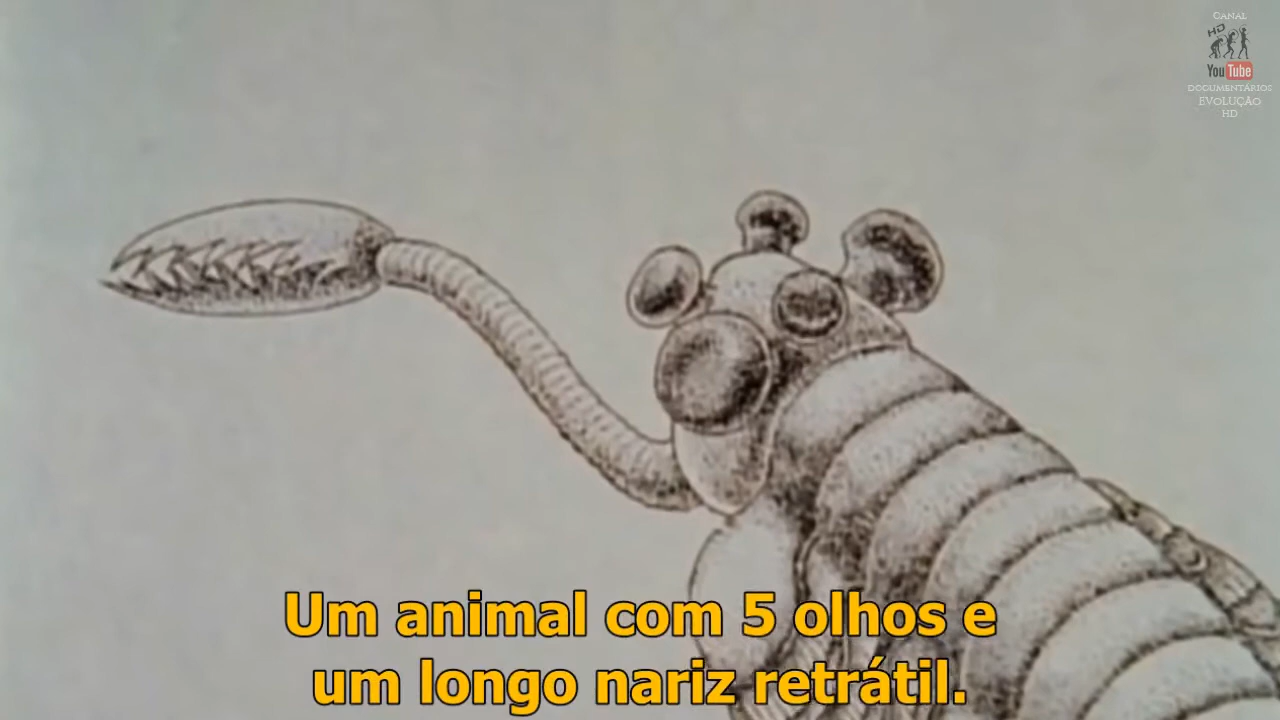 Canal
HD
YouTube
DOCUMENTÁRIOS
EVOLUÇÃO
HD
Um animal com 5 olhos e
um longo nariz retrátil.